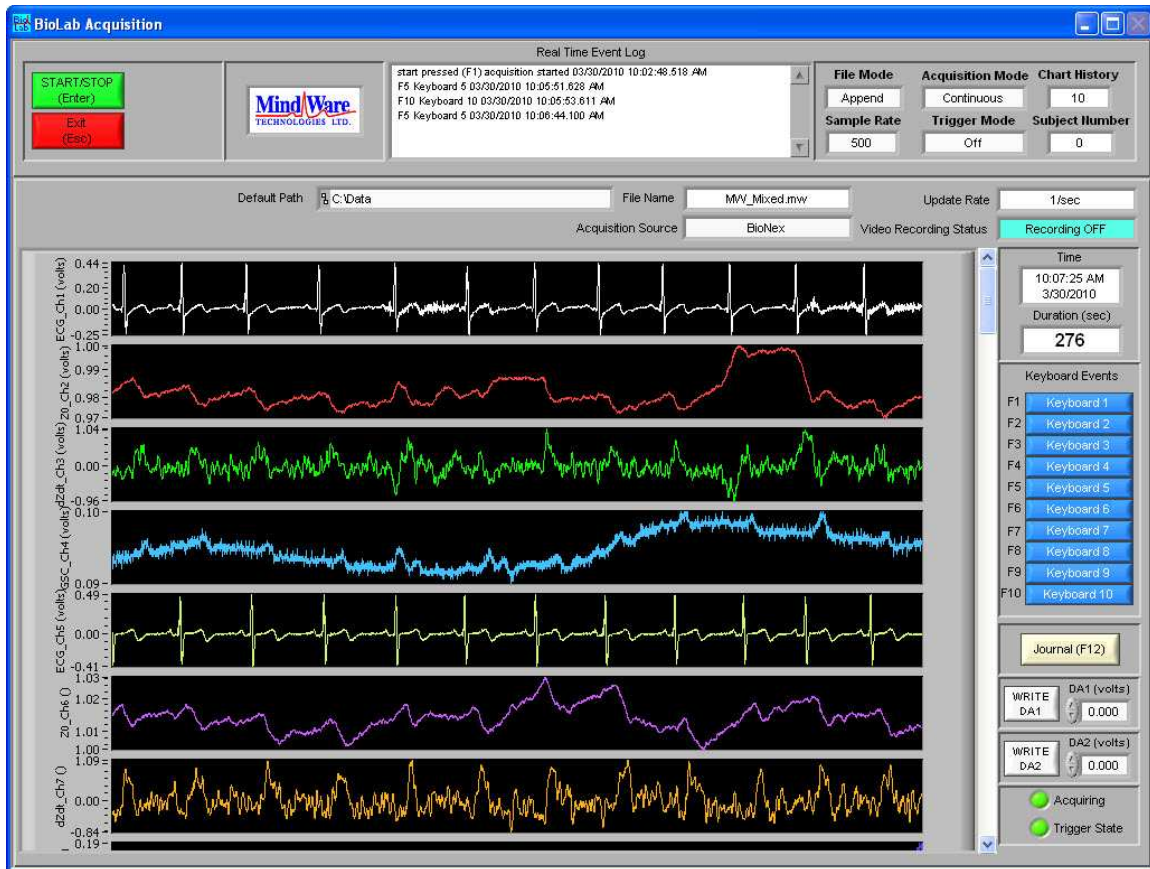 BioLab Acquisition
Real Time Event Log
START/STOP
(Enter)
Exit
(Esc)
MindWare
TECHNOLOGIES LTD.
start pressed (F1) acquisition started 03/30/2010 10:02:48.518 AM
F5 Keyboard 5 03/30/2010 10:05:51.628 AM
F10 Keyboard 10 03/30/2010 10:05:53.611 AM
F5 Keyboard 5 03/30/2010 10:06:44.100 AM
File Mode Acquisition Mode Chart History
Append Continuous 10
Sample Rate Trigger Mode Subject Number
500 Off 0
Default Path C:\Data File Name MW_Mixed.mw Update Rate 1/sec
Acquisition Source BioNex Video Recording Status Recording OFF
ECG_Ch1 (volts)
0.44
0.20
0.00
-0.25
Z0_Ch2 (volts)
1.00
0.99
0.98
0.97
dZdt_Ch3 (volts)
1.04
0.00
-0.96
GSC_Ch4 (volts)
0.10
0.09
ECG_Ch5 (volts)
0.49
0.00
-0.41
Z0_Ch6 ()
1.03
1.02
1.01
1.00
dZdt_Ch7 ()
1.09
0.00
-0.84
0.19
Time
10:07:25 AM
3/30/2010
Duration (sec)
276
Keyboard Events
F1 Keyboard 1
F2 Keyboard 2
F3 Keyboard 3
F4 Keyboard 4
F5 Keyboard 5
F6 Keyboard 6
F7 Keyboard 7
F8 Keyboard 8
F9 Keyboard 9
F10 Keyboard 10
Journal (F12)
WRITE
DA1
DA1 (volts)
0.000
WRITE
DA2
DA2 (volts)
0.000
Acquiring
Trigger State